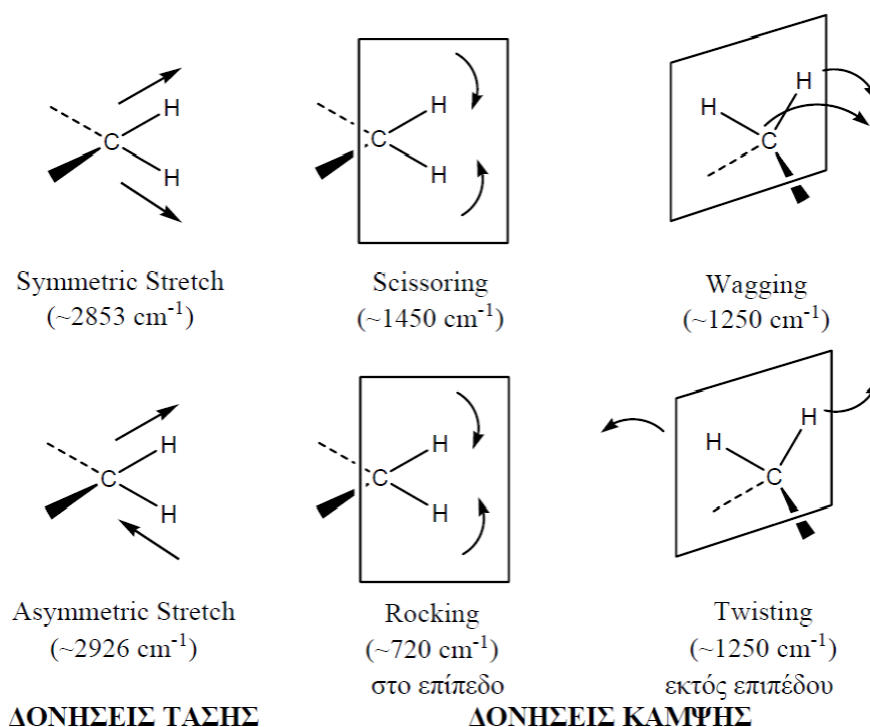 H
C
H
Symmetric Stretch
(~2853 cm⁻¹)
H
C
H
Scissoring
(~1450 cm⁻¹)
H
H
C
Wagging
(~1250 cm⁻¹)
H
C
H
Asymmetric Stretch
(~2926 cm⁻¹)
H
C
H
Rocking
(~720 cm⁻¹)
στο επίπεδο
H
H
C
Twisting
(~1250 cm⁻¹)
εκτός επιπέδου
ΔΟΝΗΣΕΙΣ ΤΑΣΗΣ
ΔΟΝΗΣΕΙΣ ΚΑΜΨΗΣ